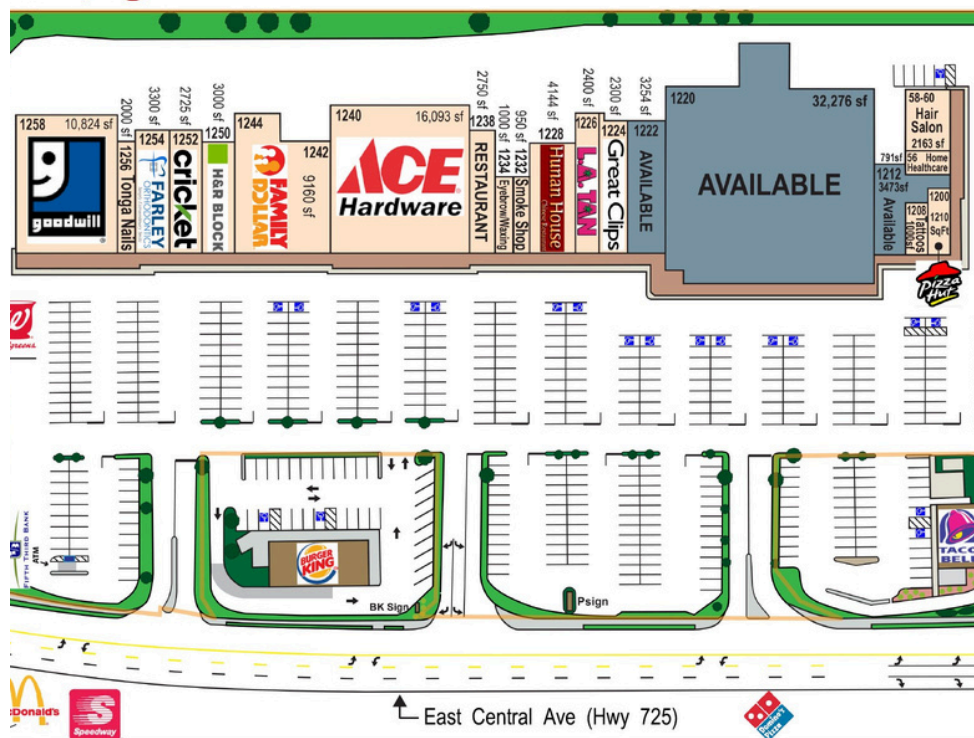 1258 10,824 sf
goodwill
2000 sf
1256 Tonga Nails
3300 sf
1254
FARLEY
ORTHODONTICS
2725 sf
1252
cricket
3000 sf
1250
H&R BLOCK
1244
FAMILY
DOLLAR
1242
9160 sf
1240 16,093 sf
ACE
Hardware
2750 sf
1238
RESTAURANT
1000 sf
1234 Eyebrow/Waxing
950 sf
1232 Smoke Shop
4144 sf
1228
Hunan House
2400 sf
1226
L.A. TAN
2300 sf
1224
Great Clips
3254 sf
1222
AVAILABLE
1220 32,276 sf
AVAILABLE
58-60
Hair
Salon
2163 sf
791sf
56 Home
Healthcare
1212
3473sf
Available
1208
Tattoos
1000sf
1200
1210
SqFt
Pizza
Hut
FIFTH THIRD BANK
ATM
BURGER
KING
BK Sign
Psign
TACO
BELL
McDonald's
Speedway
East Central Ave (Hwy 725)
Domino's
Pizza